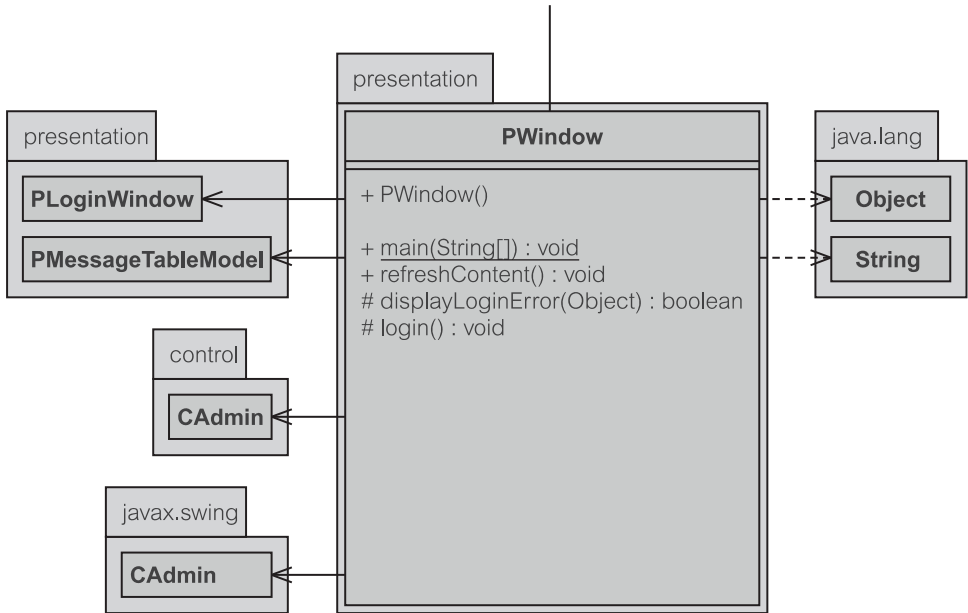 presentation
PLoginWindow
PMessageTableModel
control
CAdmin
javax.swing
CAdmin
presentation
PWindow
+ PWindow()
+ main(String[]) : void
+ refreshContent() : void
# displayLoginError(Object) : boolean
# login() : void
java.lang
Object
String